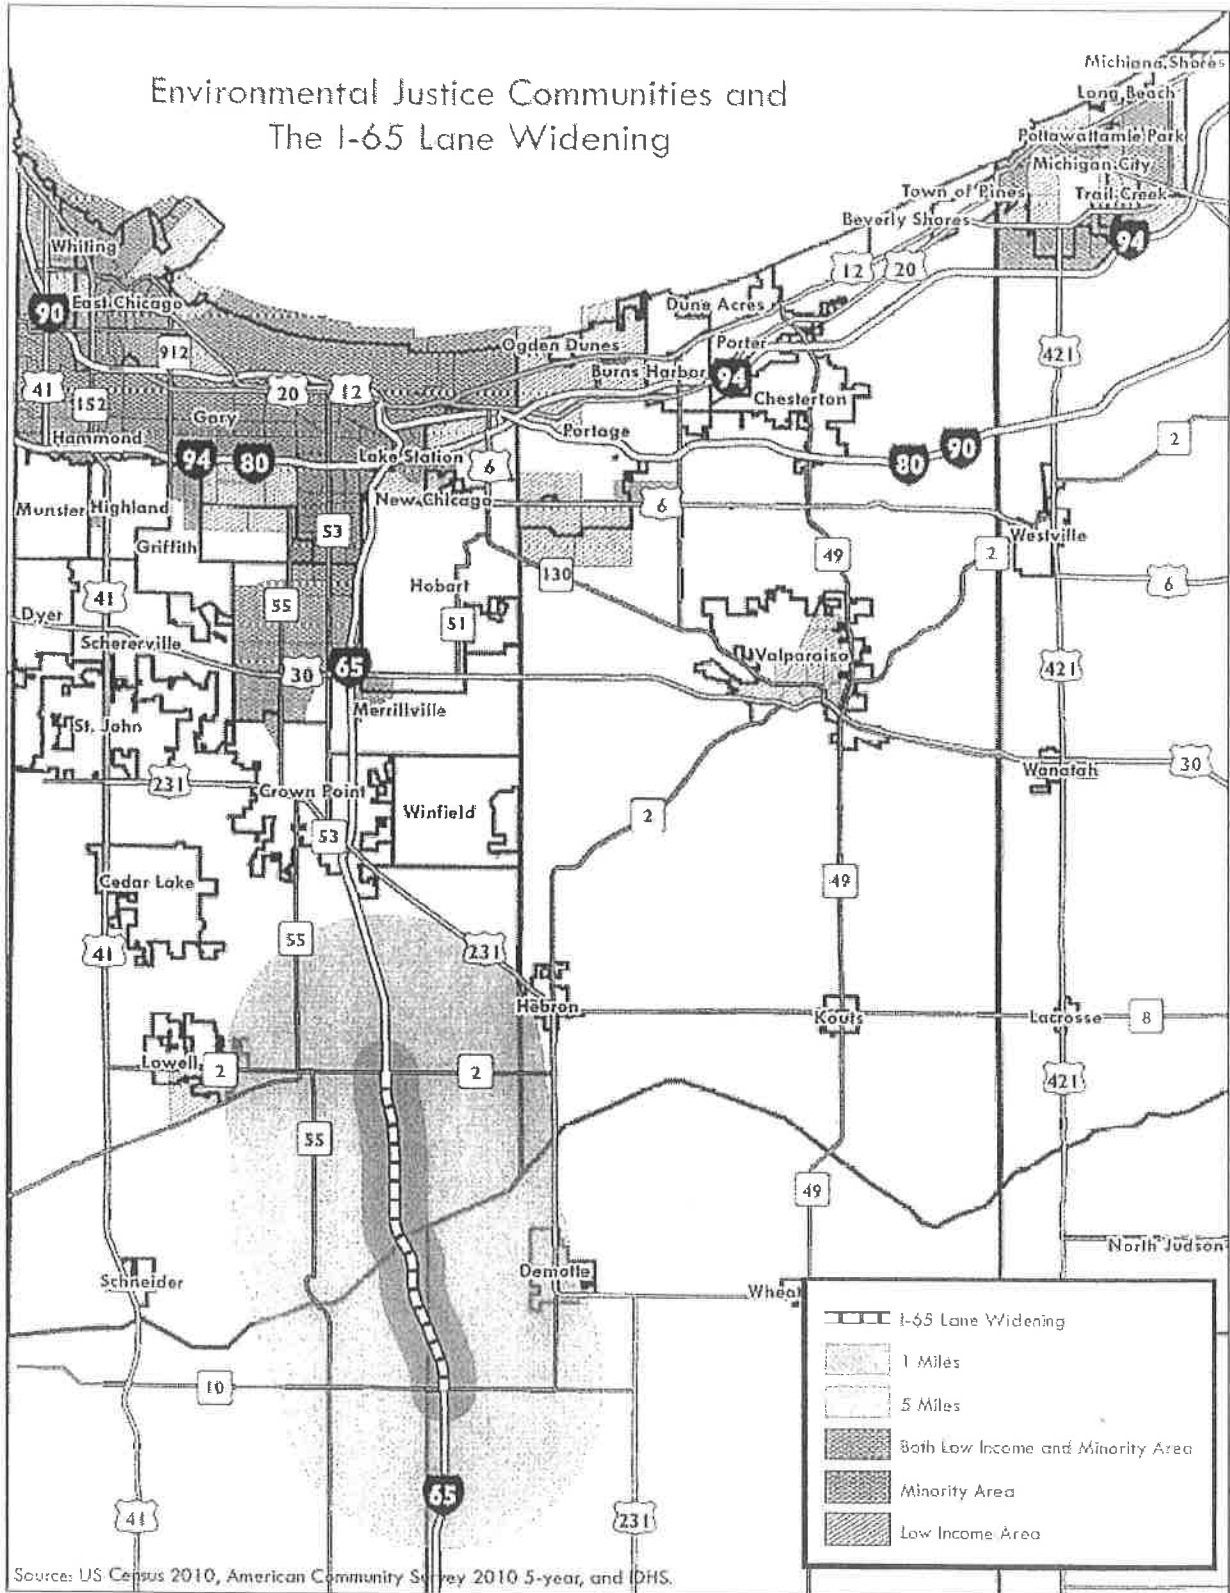 Environmental Justice Communities and
The I-65 Lane Widening
Michiana Shores
Long Beach
Pottawattamie Park
Michigan City
Town of Pines
Trail Creek
Beverly Shores
94
Whiting
12
20
90
East Chicago
Dune Acres
Ogden Dunes
Porter
912
421
Burns Harbor
94
41
152
20
12
Chesterton
Gary
Hammond
Portage
2
94
80
Lake Station
6
80
90
New Chicago
Munster
Highland
6
53
Westville
Griffith
49
2
130
6
41
55
Hobart
Dyer
51
Schererville
Valparaiso
30
65
421
Merrillville
St. John
30
Wanatah
231
Crown Point
Winfield
2
53
Cedar Lake
49
55
41
231
Hebron
Kouts
Lacrosse
8
Lowell
2
2
421
55
49
North Judson
Demotte
Schneider
Wheat
I-65 Lane Widening
1 Miles
10
5 Miles
Both Low Income and Minority Area
65
Minority Area
41
231
Low Income Area
Source: US Census 2010, American Community Survey 2010 5-year, and IDHS.